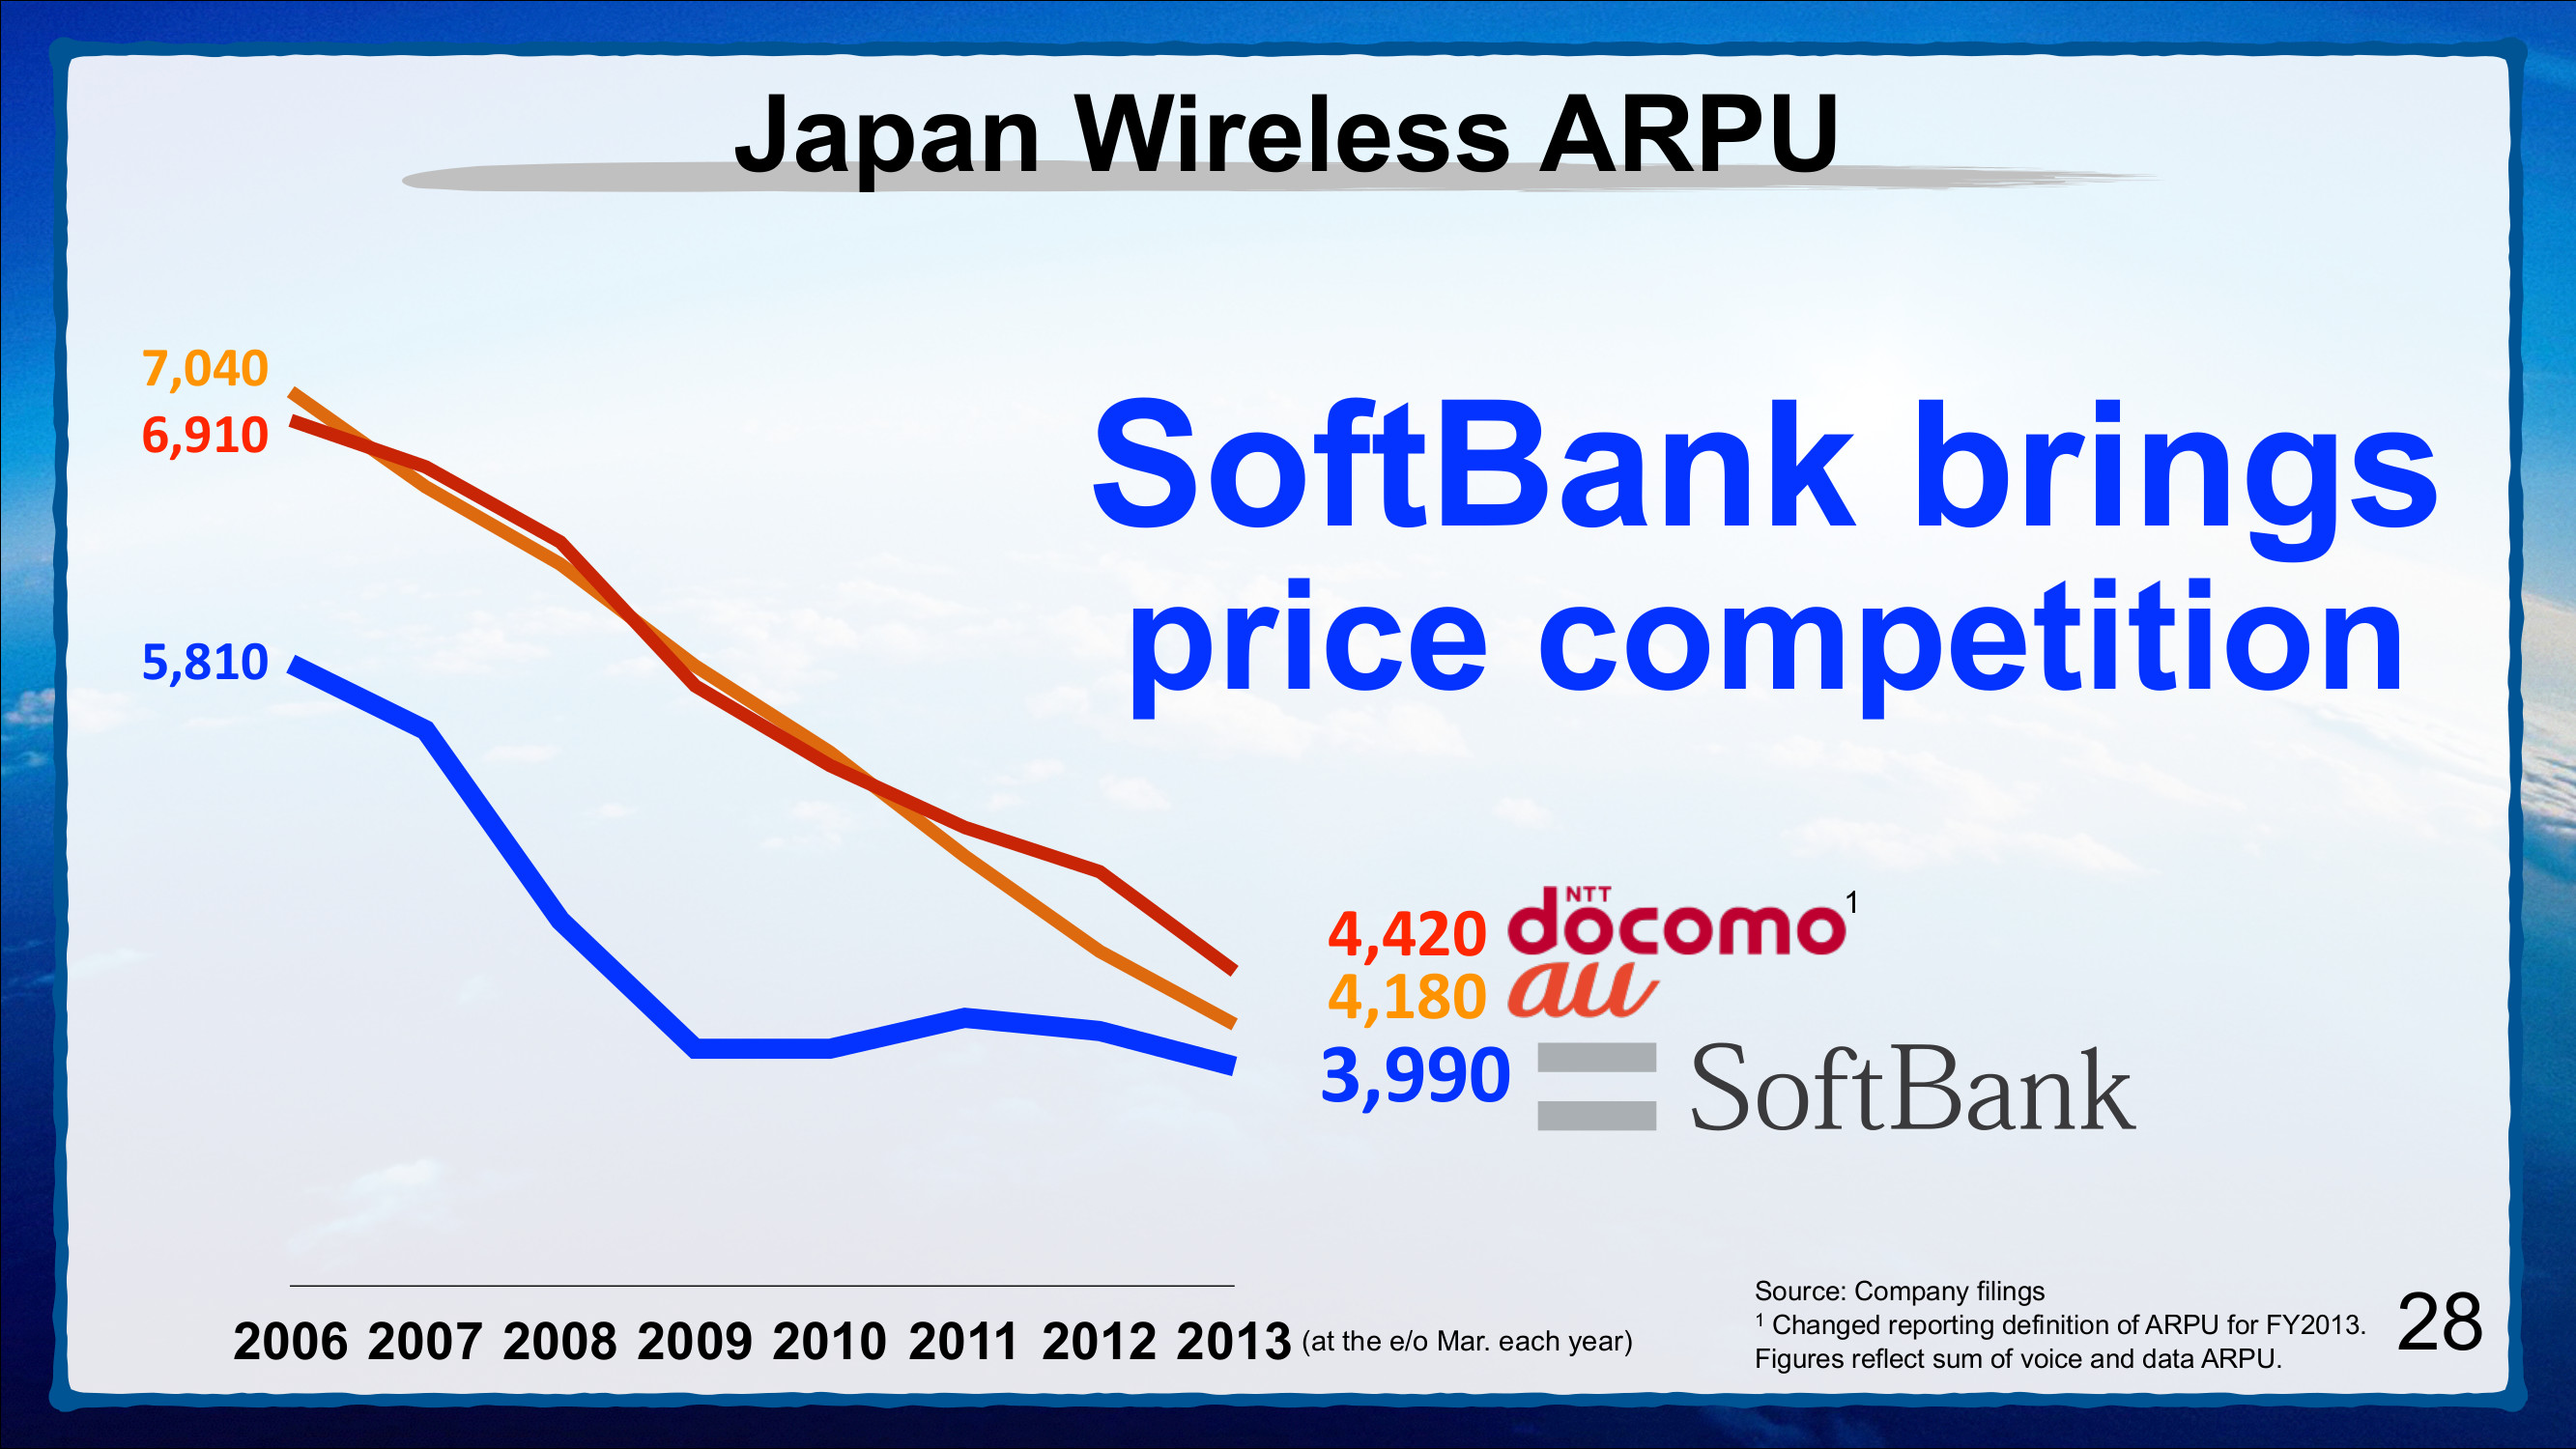 Japan Wireless ARPU
7,040
6,910
5,810
SoftBank brings
price competition
4,420 NTT docomo 1
4,180 au
3,990 SoftBank
2006 2007 2008 2009 2010 2011 2012 2013 (at the e/o Mar. each year)
Source: Company filings
1 Changed reporting definition of ARPU for FY2013.
Figures reflect sum of voice and data ARPU.
28